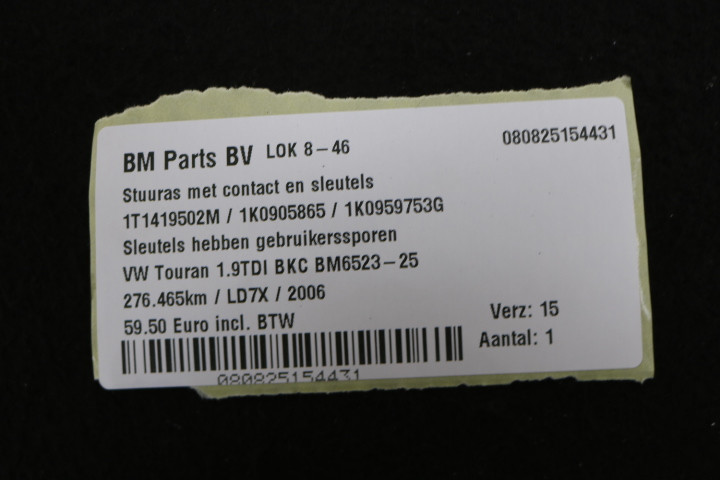 BM Parts BV LOK 8-46
080825154431
Stuuras met contact en sleutels
1T1419502M / 1K0905865 / 1K0959753G
Sleutels hebben gebruikerssporen
VW Touran 1.9TDI BKC BM6523-25
276.465km / LD7X / 2006
59.50 Euro incl. BTW
Verz: 15
Aantal: 1
080825154431